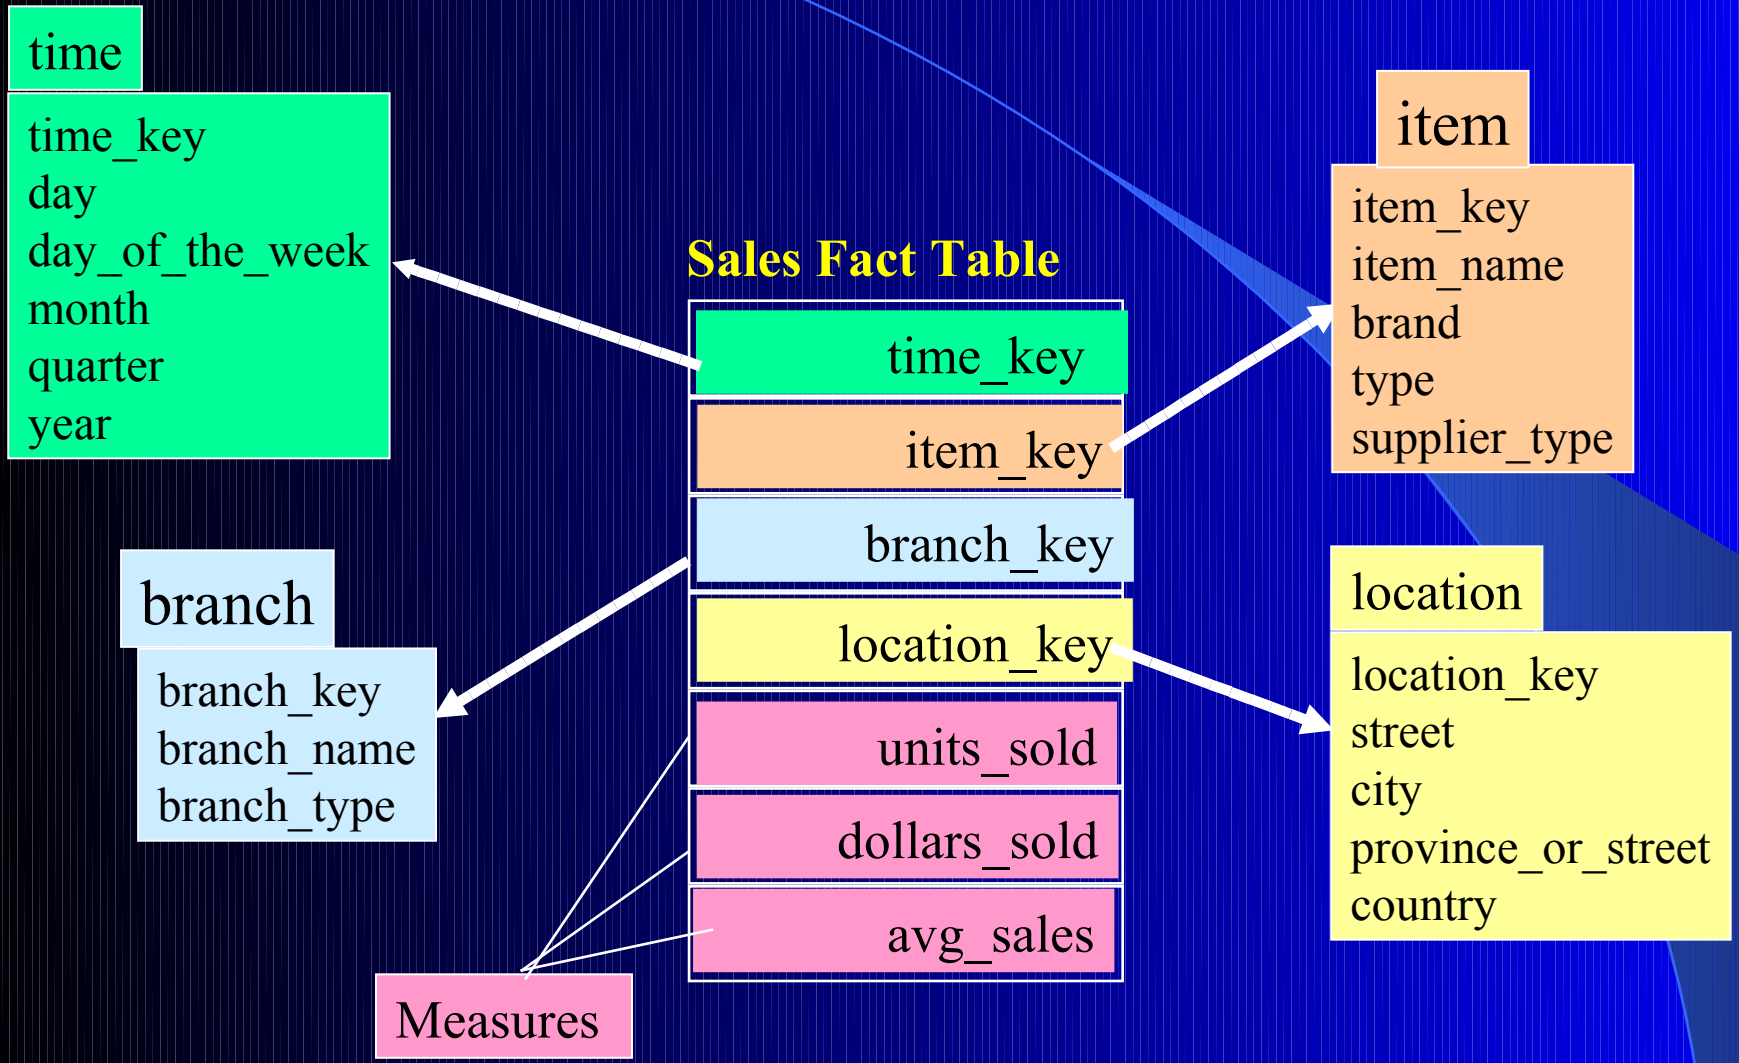 time
time_key
day
day_of_the_week
month
quarter
year
item
item_key
item_name
brand
type
supplier_type
Sales Fact Table
time_key
item_key
branch_key
location_key
units_sold
dollars_sold
avg_sales
branch
branch_key
branch_name
branch_type
location
location_key
street
city
province_or_street
country
Measures